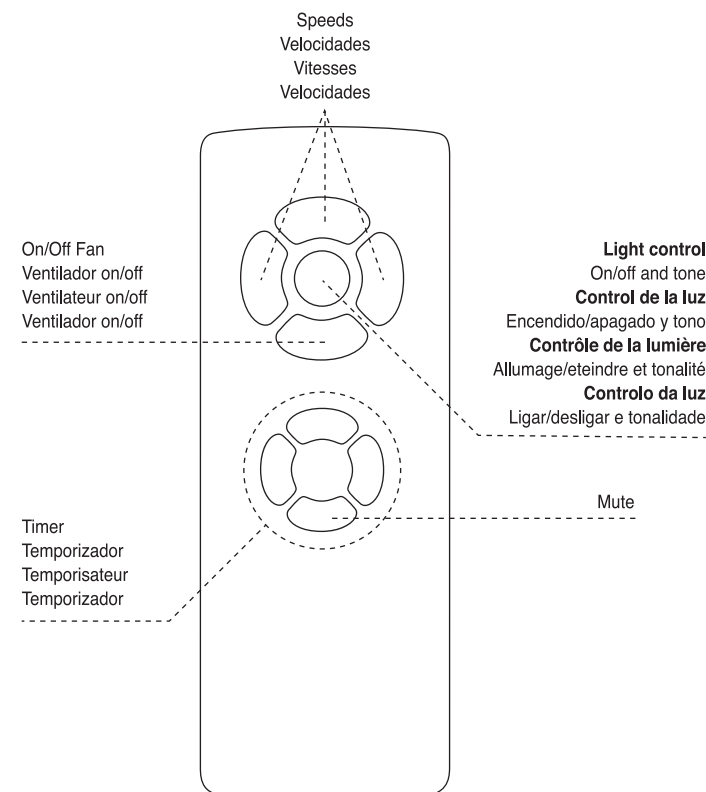 Speeds
Velocidades
Vitesses
Velocidades
On/Off Fan
Ventilador on/off
Ventilateur on/off
Ventilador on/off
Light control
On/off and tone
Control de la luz
Encendido/apagado y tono
Contrôle de la lumière
Allumage/eteindre et tonalité
Controlo da luz
Ligar/desligar e tonalidade
Mute
Timer
Temporizador
Temporisateur
Temporizador